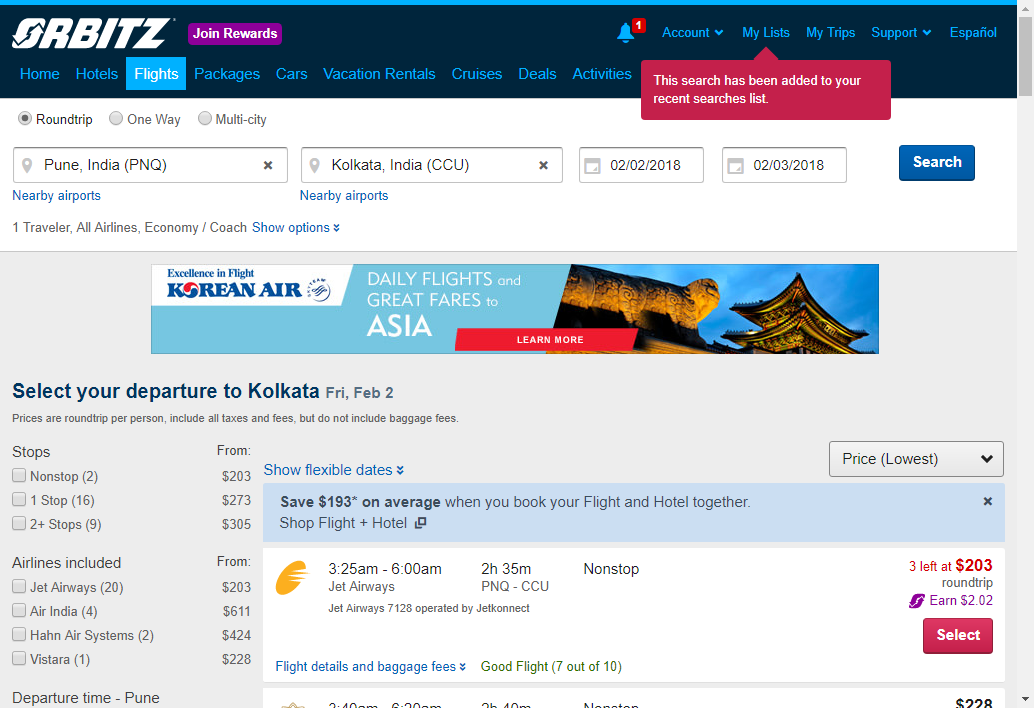 ORBITZ
Join Rewards
1
Account
My Lists
My Trips
Support
Español
Home
Hotels
Flights
Packages
Cars
Vacation Rentals
Cruises
Deals
Activities
This search has been added to your
recent searches list.
Roundtrip
One Way
Multi-city
Pune, India (PNQ)
Kolkata, India (CCU)
02/02/2018
02/03/2018
Search
Nearby airports
Nearby airports
1 Traveler, All Airlines, Economy / Coach Show options
Excellence in Flight
KOREAN AIR
DAILY FLIGHTS and
GREAT FARES to
ASIA
LEARN MORE
Select your departure to Kolkata Fri, Feb 2
Prices are roundtrip per person, include all taxes and fees, but do not include baggage fees.
Stops From:
Nonstop (2) $203
1 Stop (16) $273
2+ Stops (9) $305
Airlines included From:
Jet Airways (20) $203
Air India (4) $611
Hahn Air Systems (2) $424
Vistara (1) $228
Departure time - Pune
Show flexible dates
Price (Lowest)
Save $193* on average when you book your Flight and Hotel together.
Shop Flight + Hotel
3:25am - 6:00am 2h 35m Nonstop
Jet Airways PNQ - CCU
Jet Airways 7128 operated by Jetkonnect
3 left at $203
roundtrip
Earn $2.02
Select
Flight details and baggage fees Good Flight (7 out of 10)
3:40am - 6:20am 2h 40m Nonstop
$228